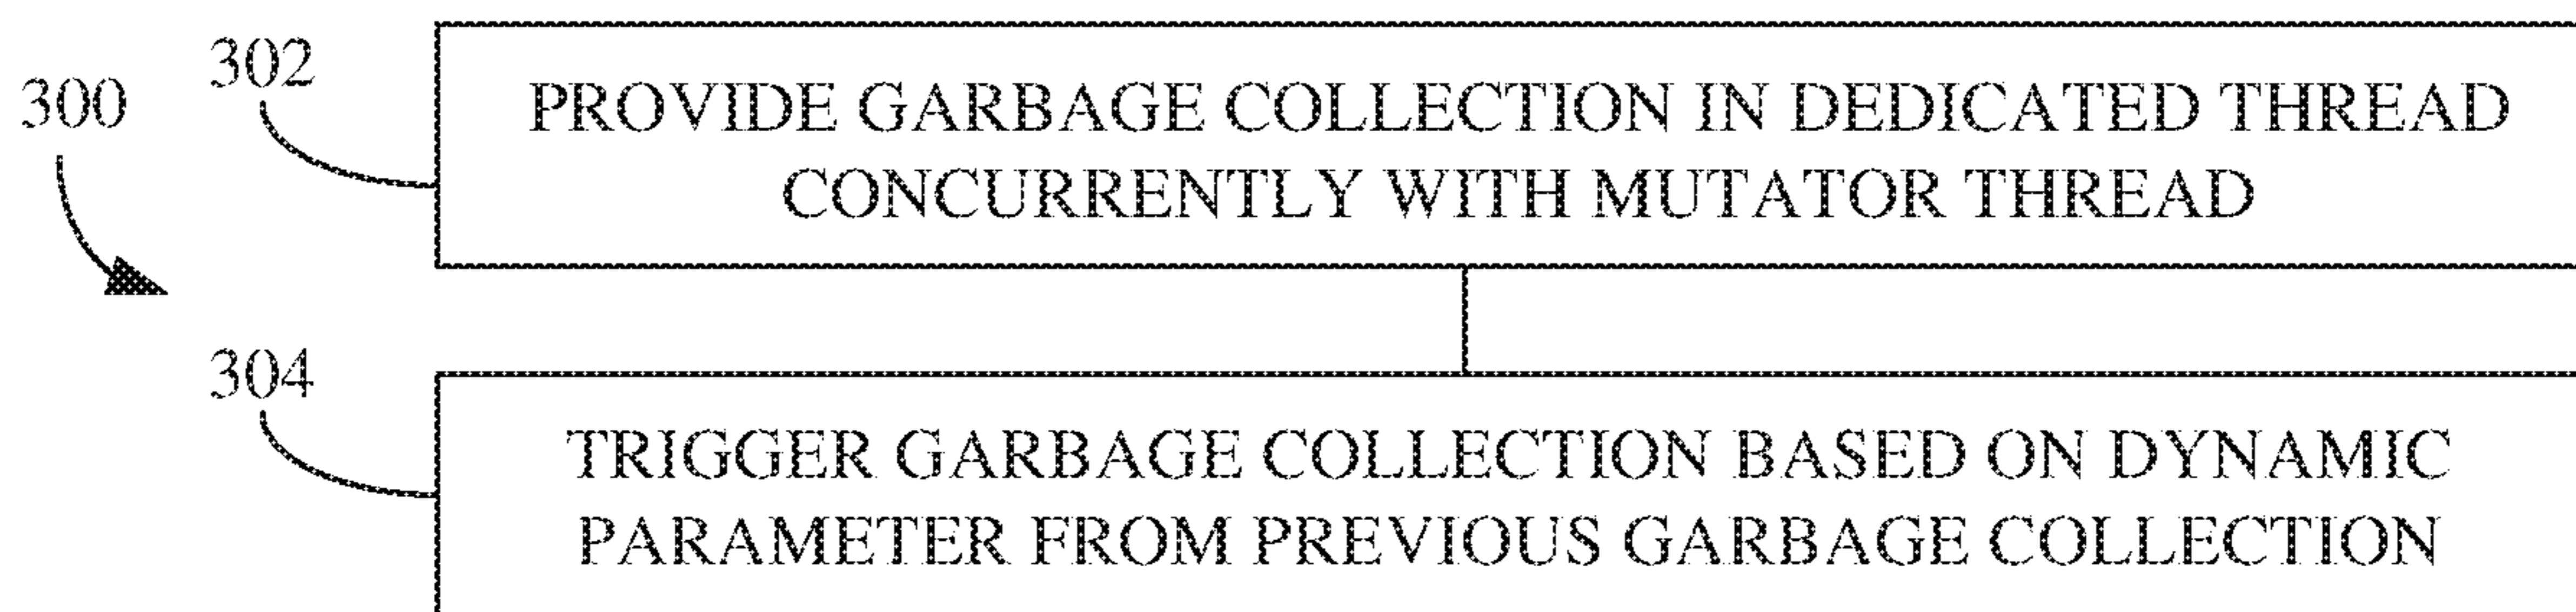 300
302
PROVIDE GARBAGE COLLECTION IN DEDICATED THREAD
CONCURRENTLY WITH MUTATOR THREAD
304
TRIGGER GARBAGE COLLECTION BASED ON DYNAMIC
PARAMETER FROM PREVIOUS GARBAGE COLLECTION